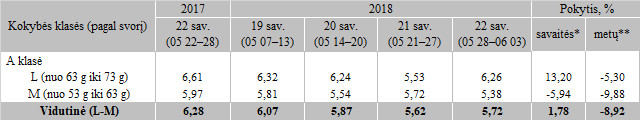 Kokybės klasės (pagal svorį) 2017 2018 Pokytis, %
22 sav. (05 22–28) 19 sav. (05 07–13) 20 sav. (05 14–20) 21 sav. (05 21–27) 22 sav. (05 28–06 03) savaitės* metų**
A klasė
L (nuo 63 g iki 73 g) 6,61 6,32 6,24 5,53 6,26 13,20 -5,30
M (nuo 53 g iki 63 g) 5,97 5,81 5,54 5,72 5,38 -5,94 -9,88
Vidutinė (L-M) 6,28 6,07 5,87 5,62 5,72 1,78 -8,92